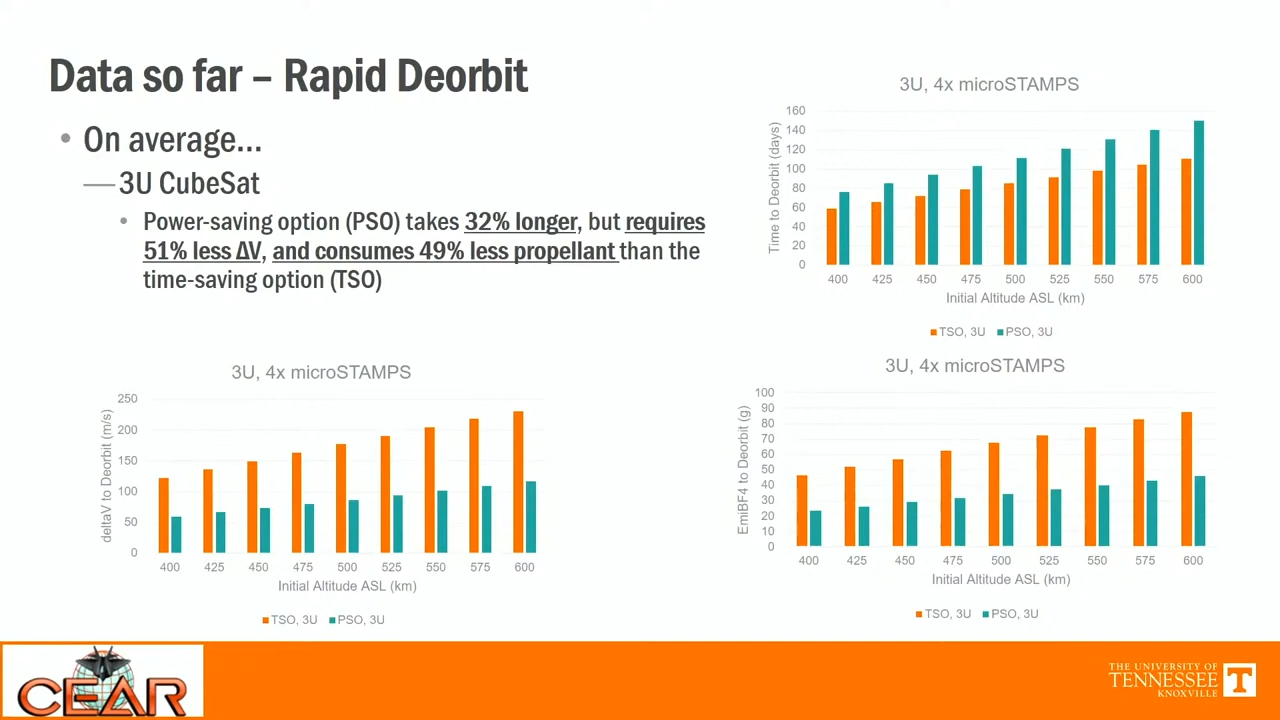 Data so far – Rapid Deorbit
• On average...
— 3U CubeSat
• Power-saving option (PSO) takes 32% longer, but requires
51% less ΔV, and consumes 49% less propellant than the
time-saving option (TSO)
3U, 4x microSTAMPS
Time to Deorbit (days)
160
140
120
100
80
60
40
20
0
400 425 450 475 500 525 550 575 600
Initial Altitude ASL (km)
TSO, 3U PSO, 3U
3U, 4x microSTAMPS
deltaV to Deorbit (m/s)
250
200
150
100
50
0
400 425 450 475 500 525 550 575 600
Initial Altitude ASL (km)
TSO, 3U PSO, 3U
3U, 4x microSTAMPS
EmiBF4 to Deorbit (g)
100
90
80
70
60
50
40
30
20
10
0
400 425 450 475 500 525 550 575 600
Initial Altitude ASL (km)
TSO, 3U PSO, 3U
CEAR
THE UNIVERSITY OF
TENNESSEE
KNOXVILLE
T